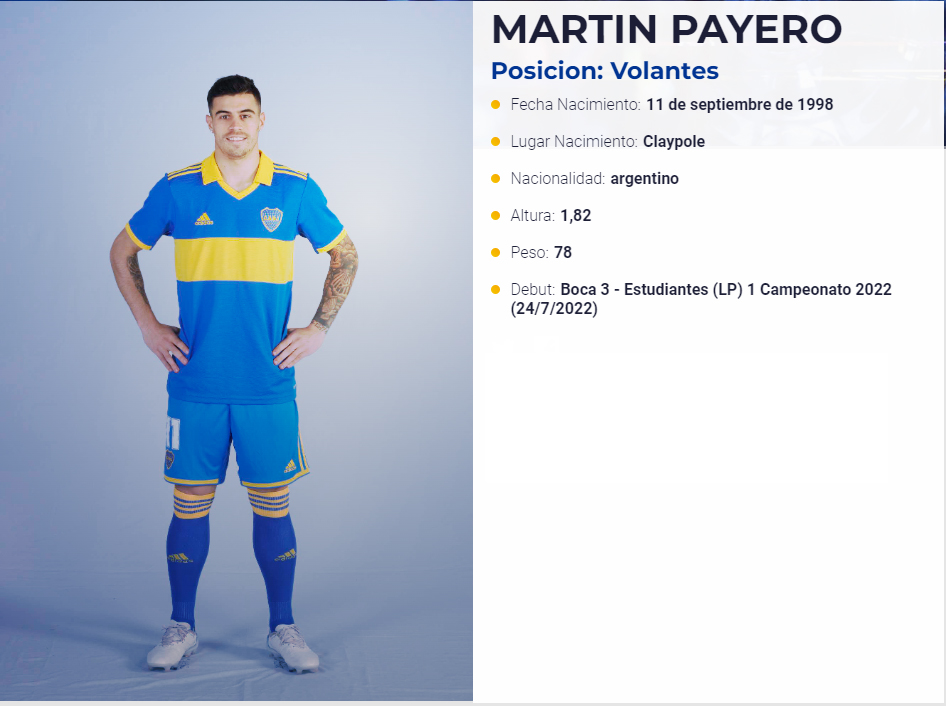 MARTIN PAYERO
Posicion: Volantes
Fecha Nacimiento: 11 de septiembre de 1998
Lugar Nacimiento: Claypole
Nacionalidad: argentino
Altura: 1,82
Peso: 78
Debut: Boca 3 - Estudiantes (LP) 1 Campeonato 2022
(24/7/2022)
adidas